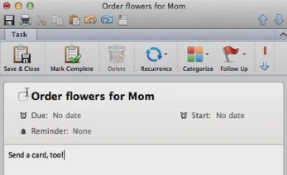 Order flowers for Mom
Task
Save & Close
Mark Complete
Delete
Recurrence
Categorize
Follow Up
Order flowers for Mom
Due: No date
Start: No date
Reminder: None
Send a card, too!